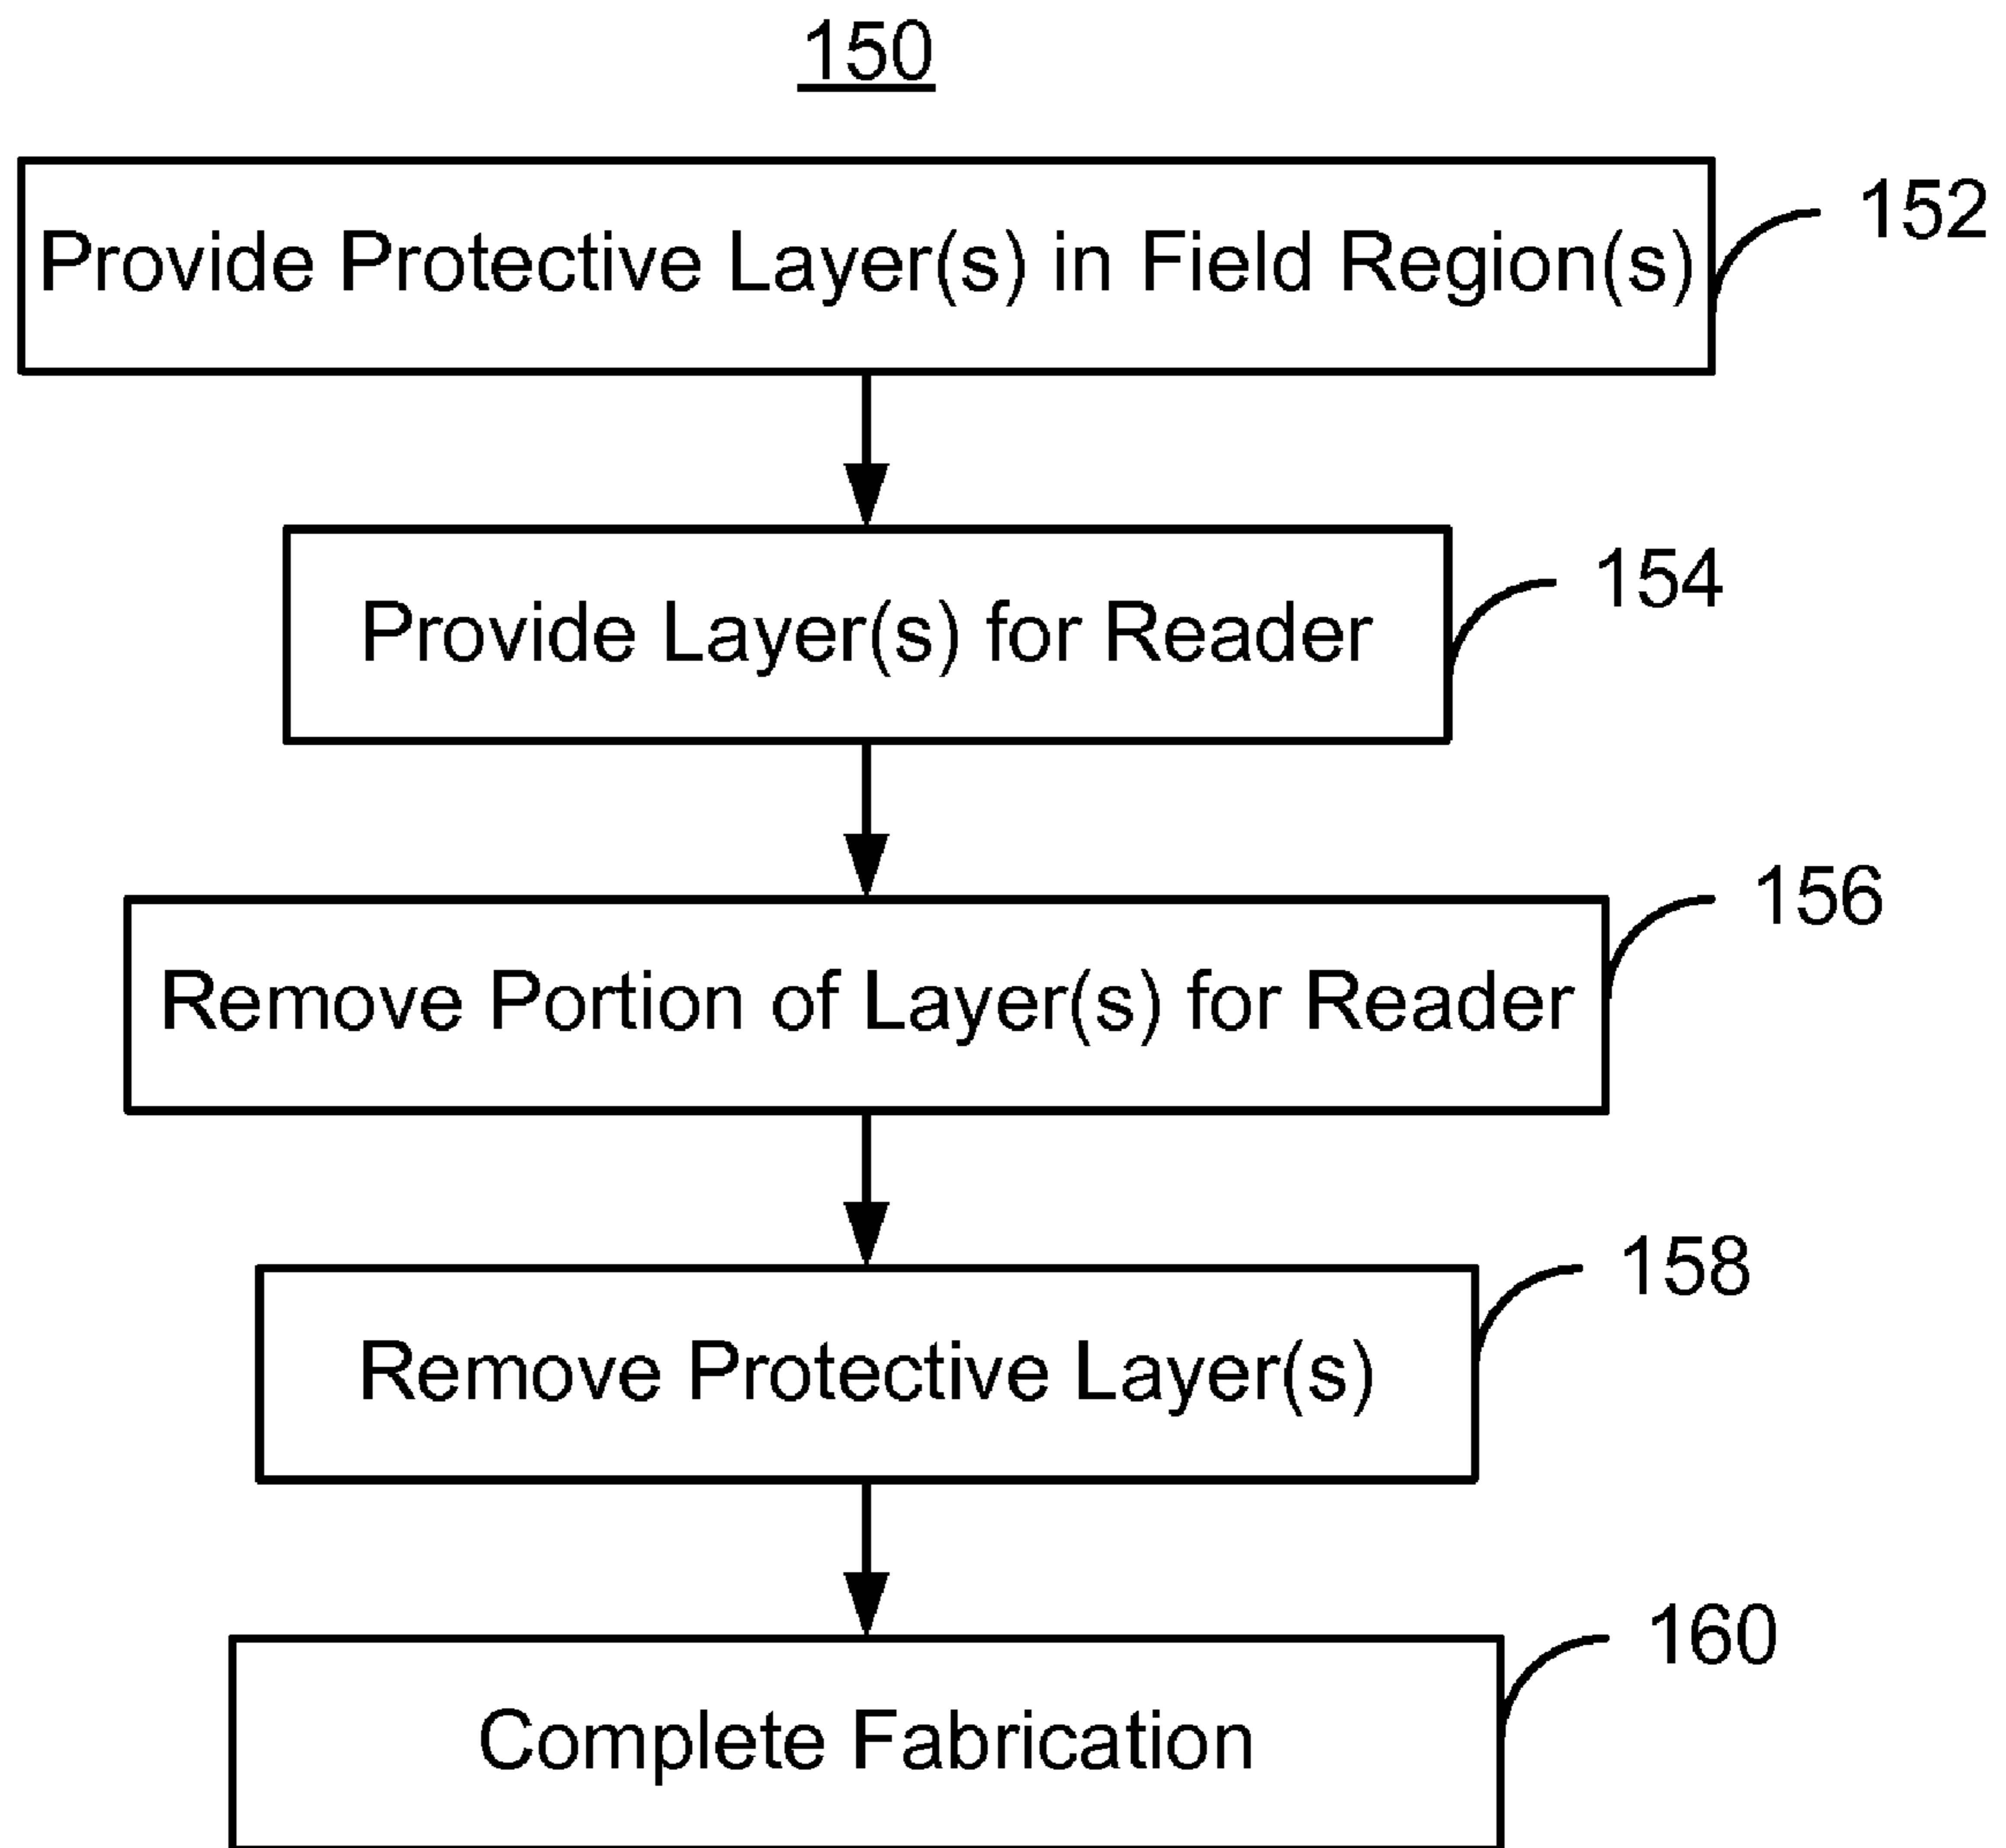 150
Provide Protective Layer(s) in Field Region(s)
152
Provide Layer(s) for Reader
154
Remove Portion of Layer(s) for Reader
156
Remove Protective Layer(s)
158
Complete Fabrication
160